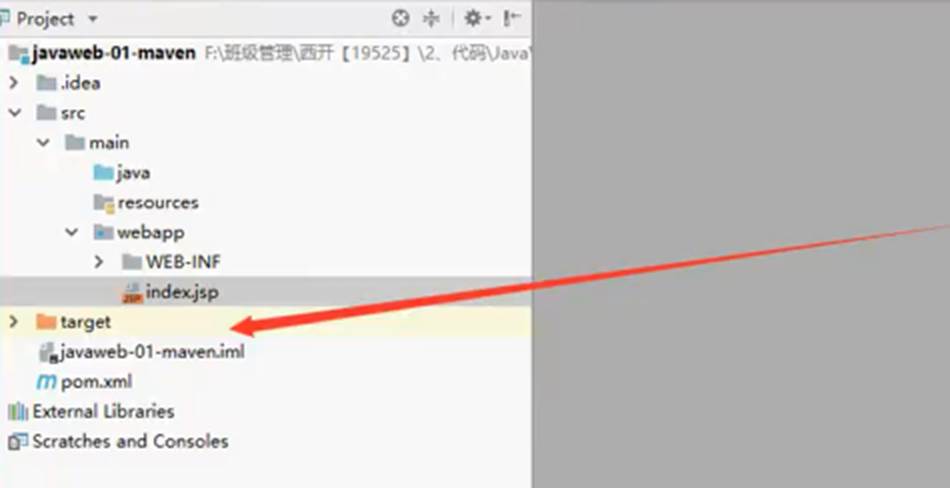 Project
javaweb-01-maven F:\班级管理\西开【19525】\2、代码\Java
.idea
src
main
java
resources
webapp
WEB-INF
index.jsp
target
javaweb-01-maven.iml
pom.xml
External Libraries
Scratches and Consoles